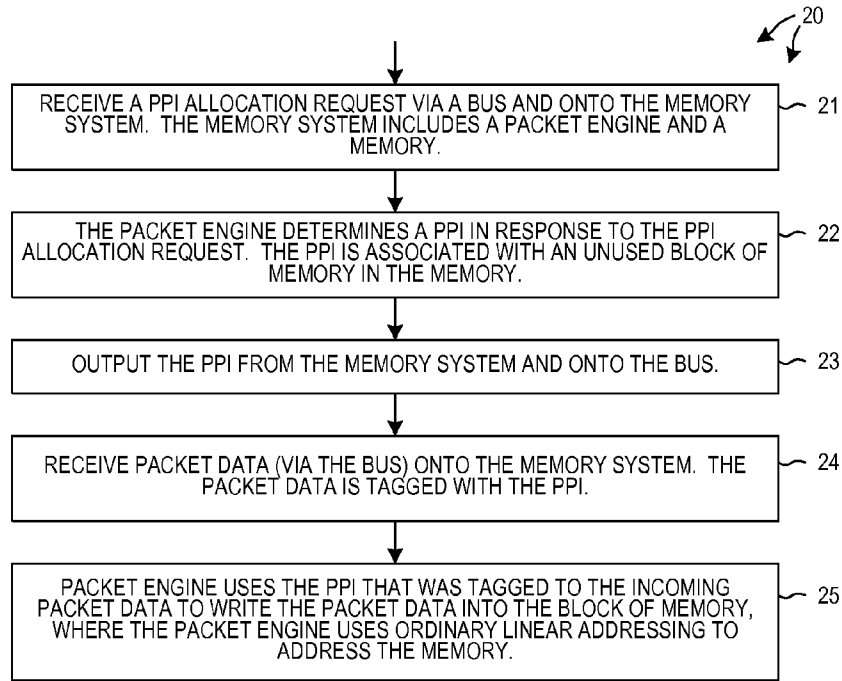 20
RECEIVE A PPI ALLOCATION REQUEST VIA A BUS AND ONTO THE MEMORY
SYSTEM. THE MEMORY SYSTEM INCLUDES A PACKET ENGINE AND A
MEMORY.
21
THE PACKET ENGINE DETERMINES A PPI IN RESPONSE TO THE PPI
ALLOCATION REQUEST. THE PPI IS ASSOCIATED WITH AN UNUSED BLOCK OF
MEMORY IN THE MEMORY.
22
OUTPUT THE PPI FROM THE MEMORY SYSTEM AND ONTO THE BUS.
23
RECEIVE PACKET DATA (VIA THE BUS) ONTO THE MEMORY SYSTEM. THE
PACKET DATA IS TAGGED WITH THE PPI.
24
PACKET ENGINE USES THE PPI THAT WAS TAGGED TO THE INCOMING
PACKET DATA TO WRITE THE PACKET DATA INTO THE BLOCK OF MEMORY,
WHERE THE PACKET ENGINE USES ORDINARY LINEAR ADDRESSING TO
ADDRESS THE MEMORY.
25